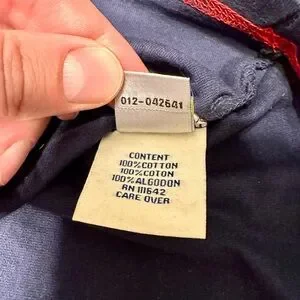 012-042641
CONTENT
100%COTTON
100%COTON
100%ALGODON
RN 111642
CARE OVER